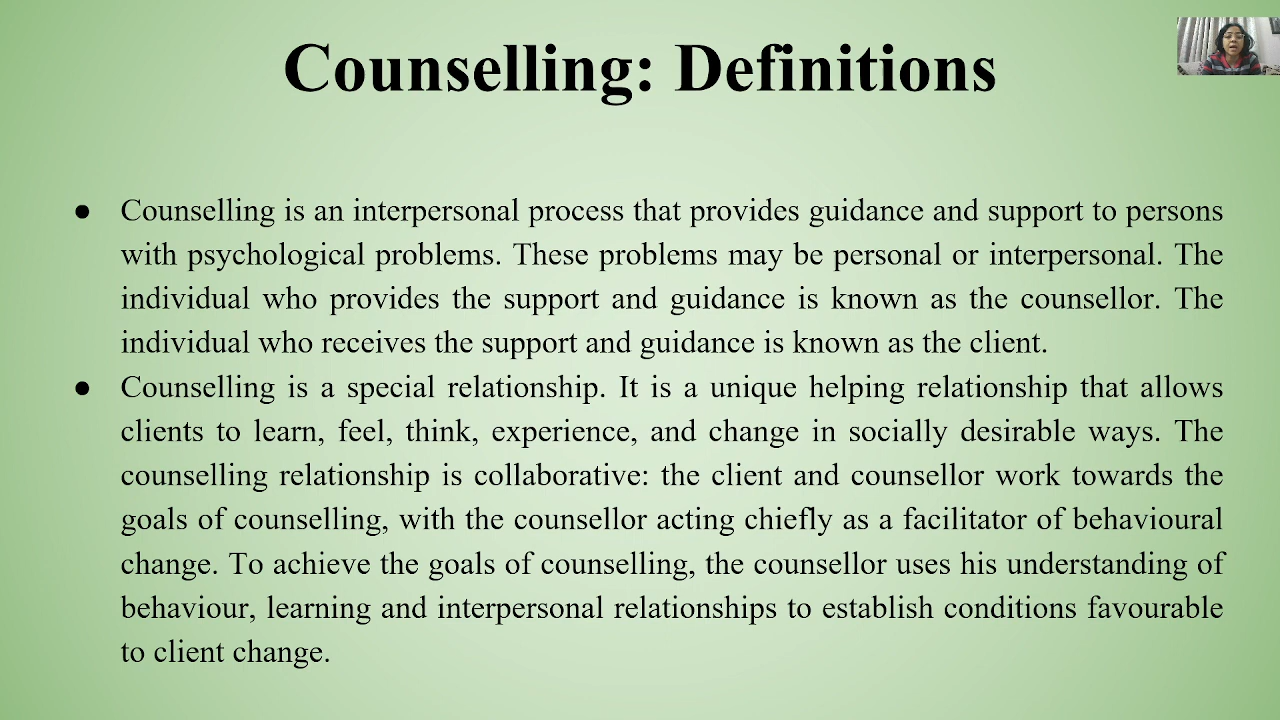 Counselling: Definitions
● Counselling is an interpersonal process that provides guidance and support to persons
with psychological problems. These problems may be personal or interpersonal. The
individual who provides the support and guidance is known as the counsellor. The
individual who receives the support and guidance is known as the client.
● Counselling is a special relationship. It is a unique helping relationship that allows
clients to learn, feel, think, experience, and change in socially desirable ways. The
counselling relationship is collaborative: the client and counsellor work towards the
goals of counselling, with the counsellor acting chiefly as a facilitator of behavioural
change. To achieve the goals of counselling, the counsellor uses his understanding of
behaviour, learning and interpersonal relationships to establish conditions favourable
to client change.